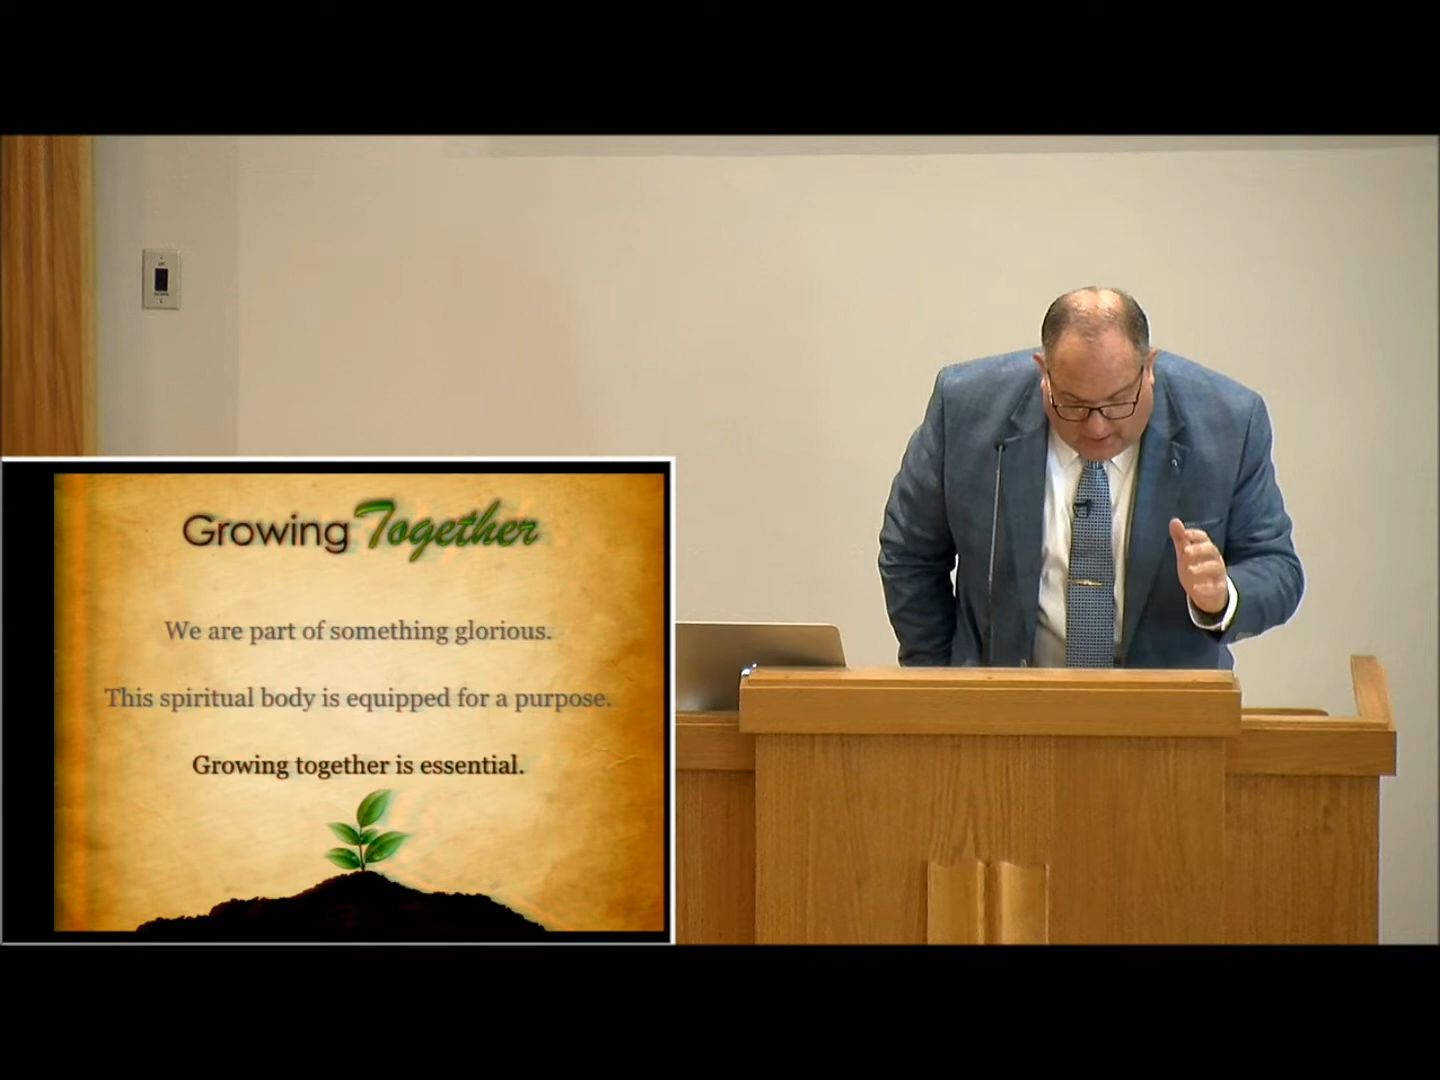 Growing Together
We are part of something glorious.
This spiritual body is equipped for a purpose.
Growing together is essential.